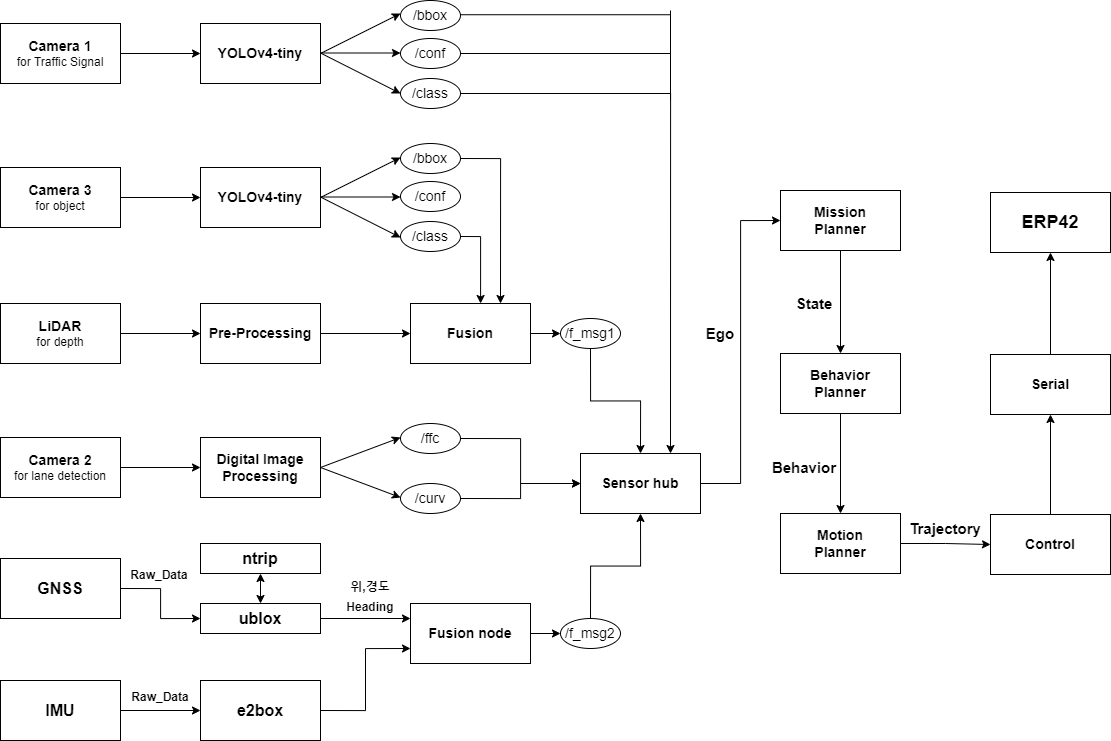 Camera 1
for Traffic Signal
YOLOv4-tiny
/bbox
/conf
/class
Camera 3
for object
YOLOv4-tiny
/bbox
/conf
/class
LiDAR
for depth
Pre-Processing
Fusion
/f_msg1
Camera 2
for lane detection
Digital Image
Processing
/ffc
/curv
Sensor hub
GNSS
Raw_Data
ntrip
ublox
위,경도
Heading
Fusion node
/f_msg2
IMU
Raw_Data
e2box
Ego
Mission
Planner
State
Behavior
Planner
Behavior
Motion
Planner
Trajectory
Control
Serial
ERP42